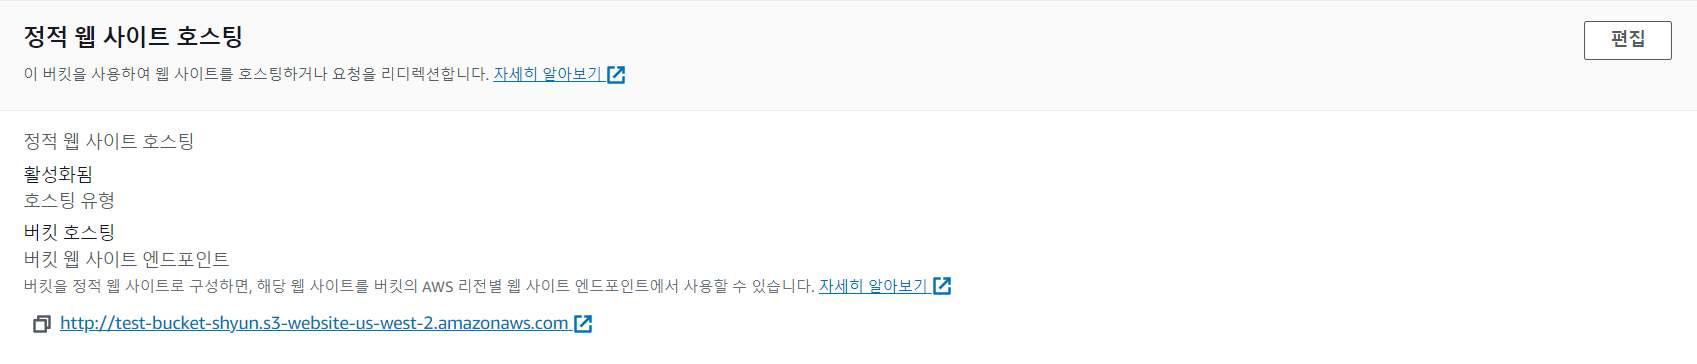 정적 웹 사이트 호스팅
편집
이 버킷을 사용하여 웹 사이트를 호스팅하거나 요청을 리디렉션합니다. 자세히 알아보기
정적 웹 사이트 호스팅
활성화됨
호스팅 유형
버킷 호스팅
버킷 웹 사이트 엔드포인트
버킷을 정적 웹 사이트로 구성하면, 해당 웹 사이트를 버킷의 AWS 리전별 웹 사이트 엔드포인트에서 사용할 수 있습니다. 자세히 알아보기
http://test-bucket-shyun.s3-website-us-west-2.amazonaws.com